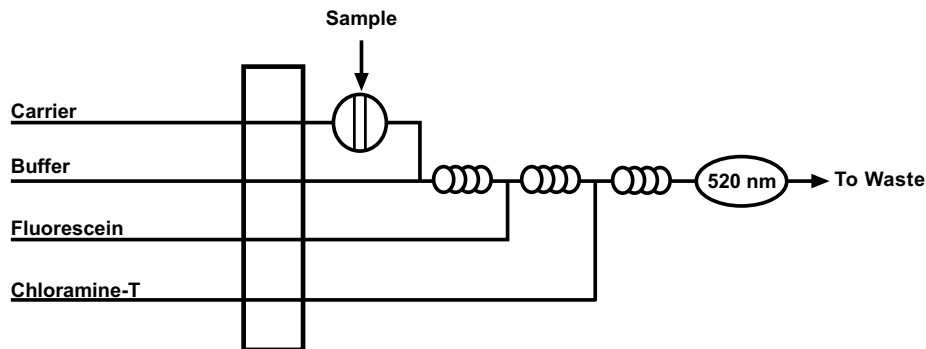 Sample
Carrier
Buffer
520 nm
To Waste
Fluorescein
Chloramine-T